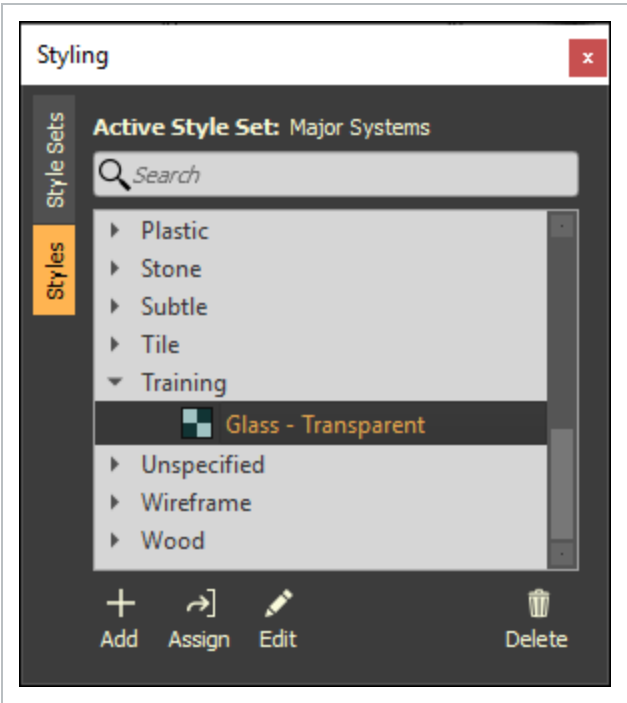 Styling
x
Style Sets
Styles
Active Style Set: Major Systems
Search
Plastic
Stone
Subtle
Tile
Training
Glass - Transparent
Unspecified
Wireframe
Wood
Add Assign Edit Delete